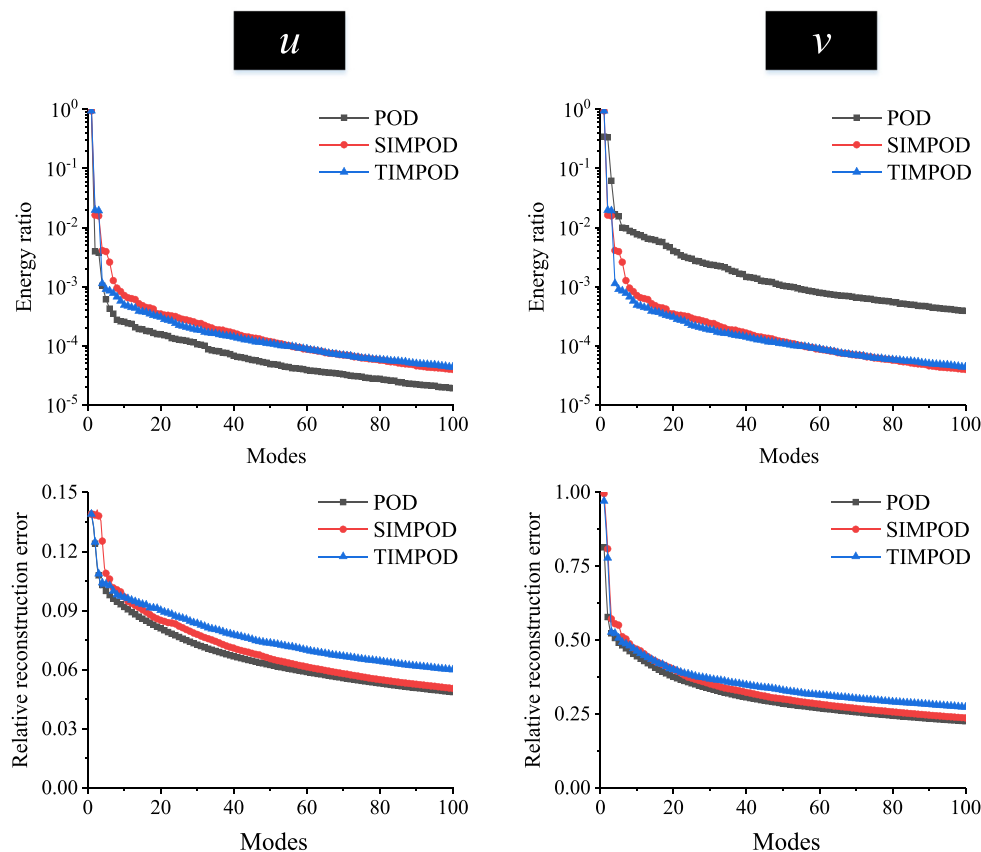 u
v
10^0
10^-1
10^-2
10^-3
10^-4
10^-5
Energy ratio
POD
SIMPOD
TIMPOD
0 20 40 60 80 100
Modes
10^0
10^-1
10^-2
10^-3
10^-4
10^-5
Energy ratio
POD
SIMPOD
TIMPOD
0 20 40 60 80 100
Modes
0.15
0.12
0.09
0.06
0.03
0.00
Relative reconstruction error
POD
SIMPOD
TIMPOD
0 20 40 60 80 100
Modes
1.00
0.75
0.50
0.25
0.00
Relative reconstruction error
POD
SIMPOD
TIMPOD
0 20 40 60 80 100
Modes